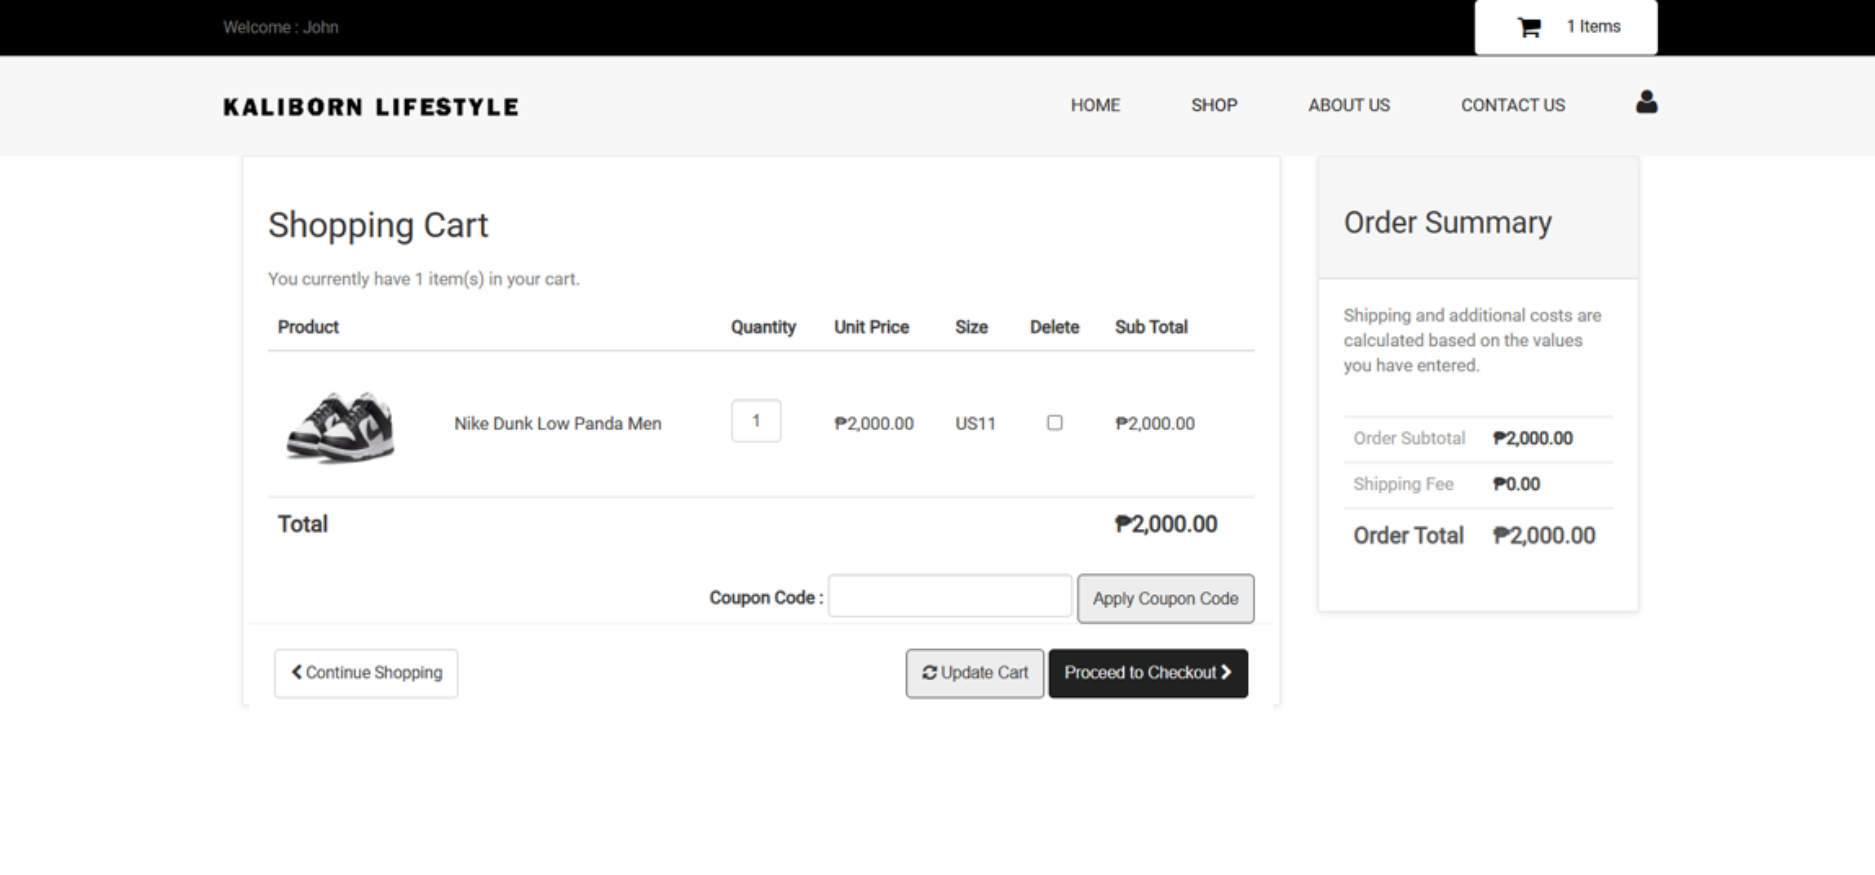 Welcome : John
1 Items
KALIBORN LIFESTYLE
HOME SHOP ABOUT US CONTACT US
Shopping Cart
You currently have 1 item(s) in your cart.
Product Quantity Unit Price Size Delete Sub Total
Nike Dunk Low Panda Men 1 ₱2,000.00 US11 ₱2,000.00
Total ₱2,000.00
Coupon Code : Apply Coupon Code
Continue Shopping Update Cart Proceed to Checkout
Order Summary
Shipping and additional costs are
calculated based on the values
you have entered.
Order Subtotal ₱2,000.00
Shipping Fee ₱0.00
Order Total ₱2,000.00